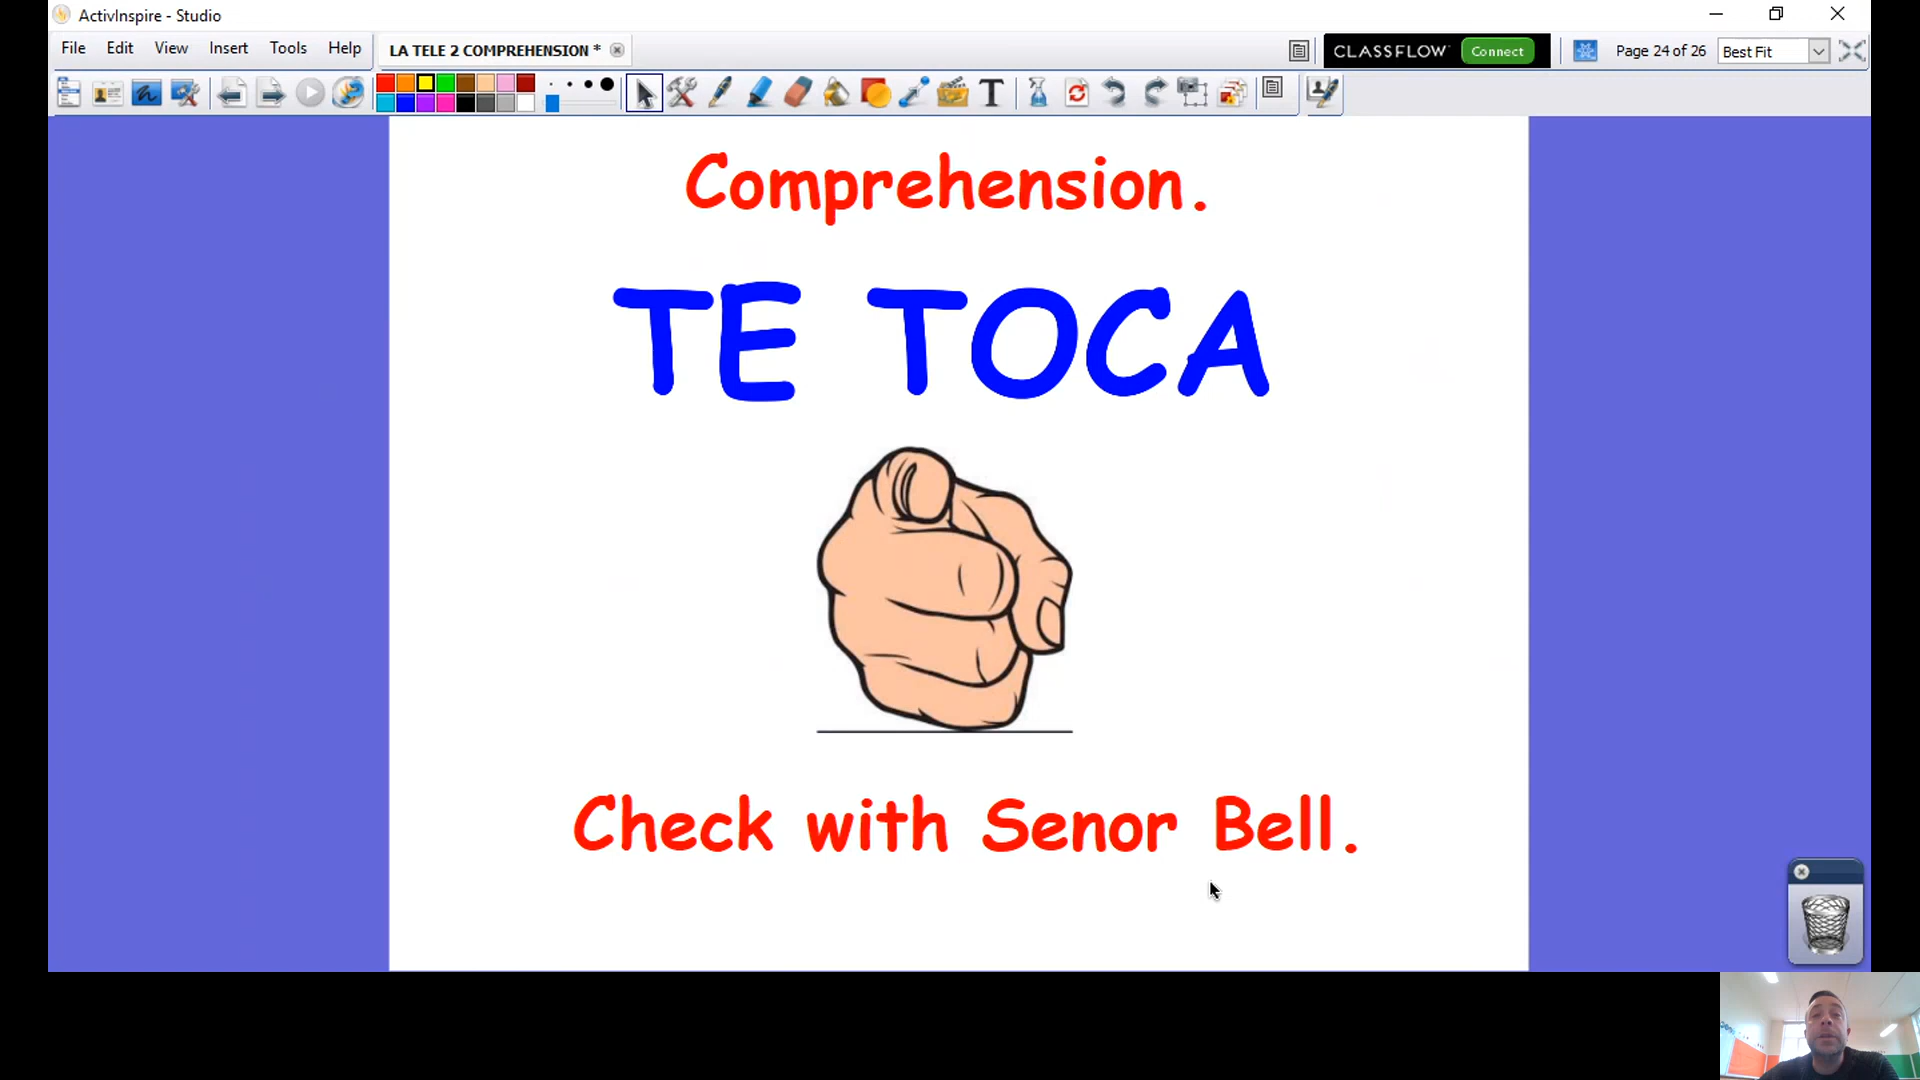 ActivInspire - Studio
File Edit View Insert Tools Help
LA TELE 2 COMPREHENSION *
CLASSFLOW Connect
Page 24 of 26
Best Fit
Comprehension.
TE TOCA
Check with Senor Bell.